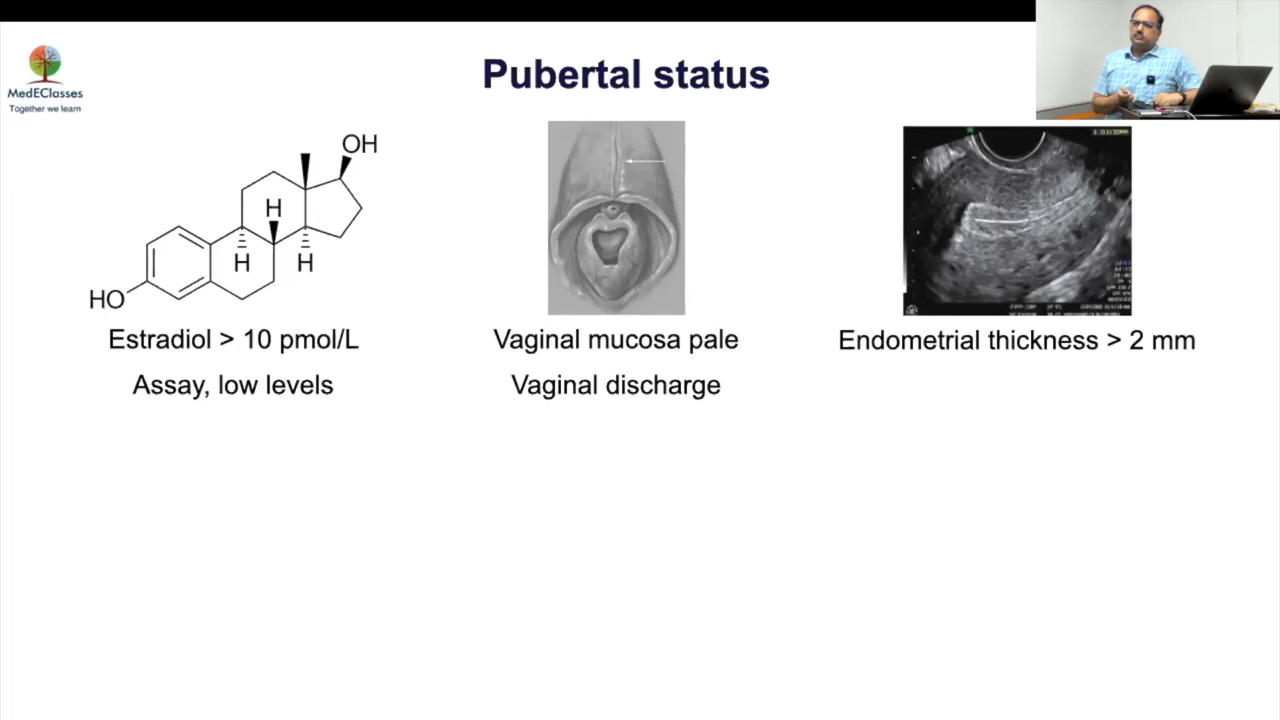 MedEClasses
Together we learn
Pubertal status
OH
H
H
H
HO
Estradiol > 10 pmol/L
Assay, low levels
Vaginal mucosa pale
Vaginal discharge
Endometrial thickness > 2 mm